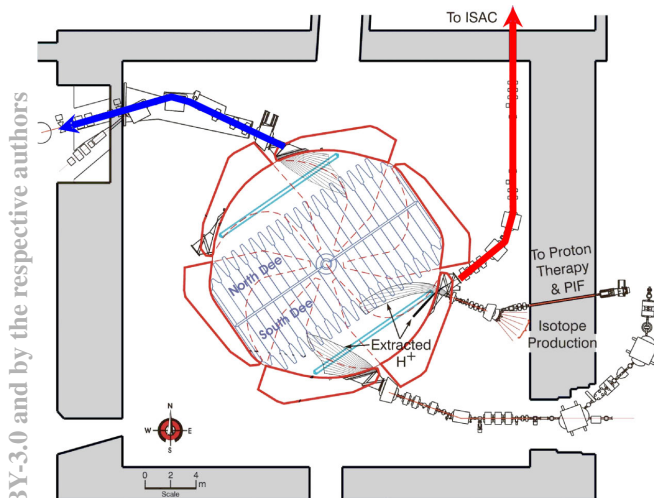 To ISAC
BY-3.0 and by the respective authors
North Dee
South Dee
To Proton
Therapy
& PIF
Isotope
Production
Extracted
H+
N
W
E
S
0 2 4
m
Scale